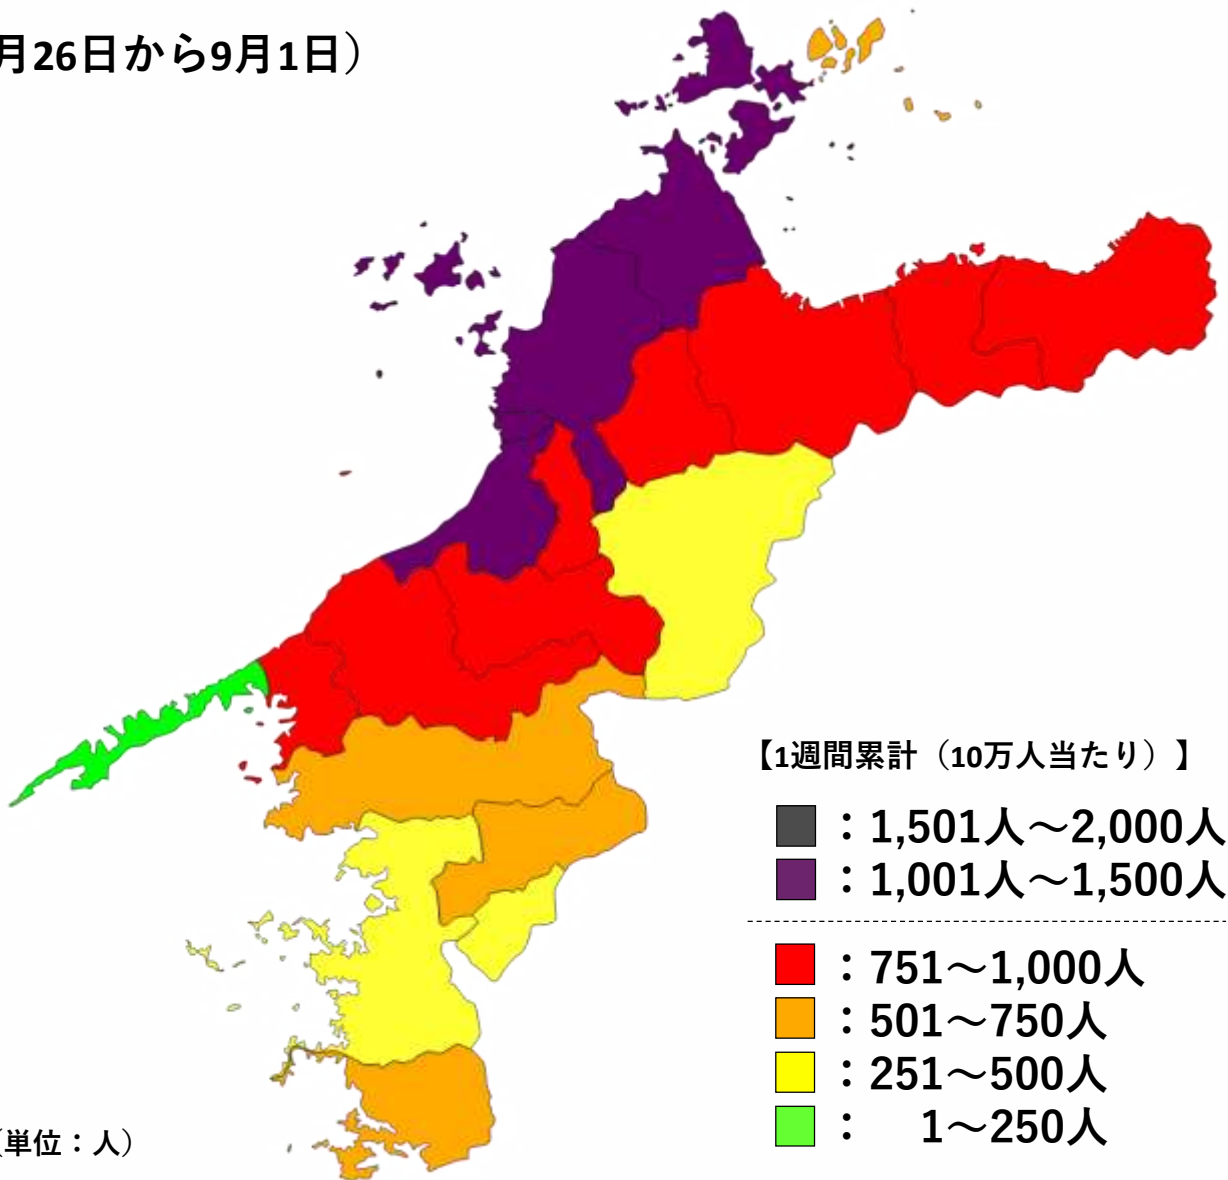 月26日から9月1日）
【1週間累計（10万人当たり）】
：1,501人～2,000人
：1,001人～1,500人
：751～1,000人
：501～750人
：251～500人
：1～250人
（単位：人）